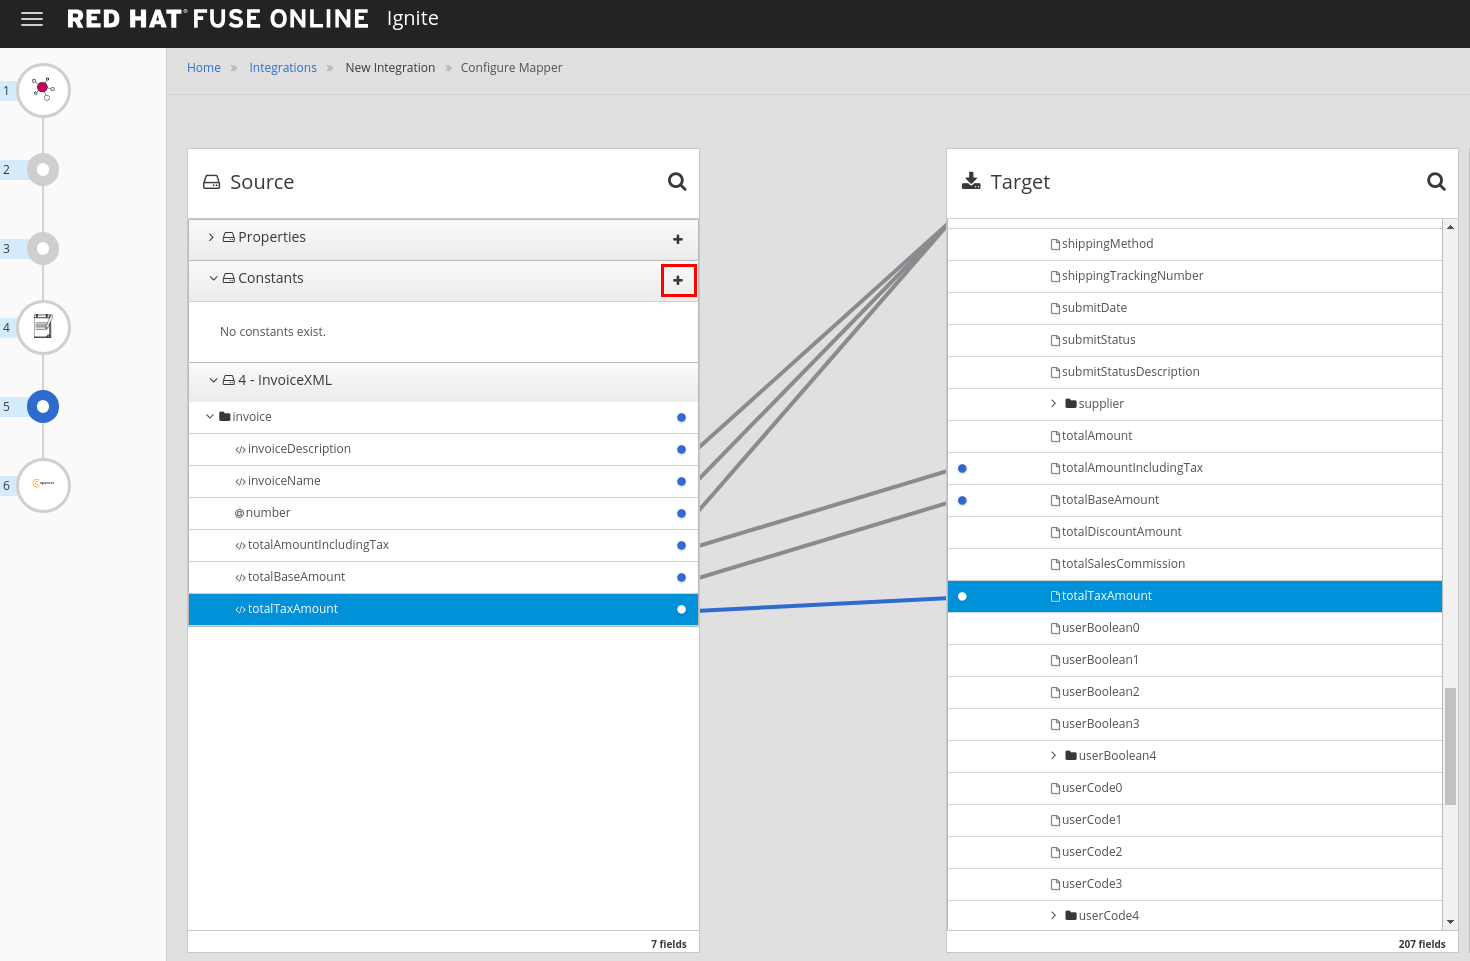 RED HAT® FUSE ONLINE Ignite
Home » Integrations » New Integration » Configure Mapper
1
2
3
4
5
6
Source
Properties
Constants
No constants exist.
4 - InvoiceXML
invoice
invoiceDescription
invoiceName
@number
totalAmountIncludingTax
totalBaseAmount
totalTaxAmount
7 fields
Target
shippingMethod
shippingTrackingNumber
submitDate
submitStatus
submitStatusDescription
supplier
totalAmount
totalAmountIncludingTax
totalBaseAmount
totalDiscountAmount
totalSalesCommission
totalTaxAmount
userBoolean0
userBoolean1
userBoolean2
userBoolean3
userBoolean4
userCode0
userCode1
userCode2
userCode3
userCode4
207 fields